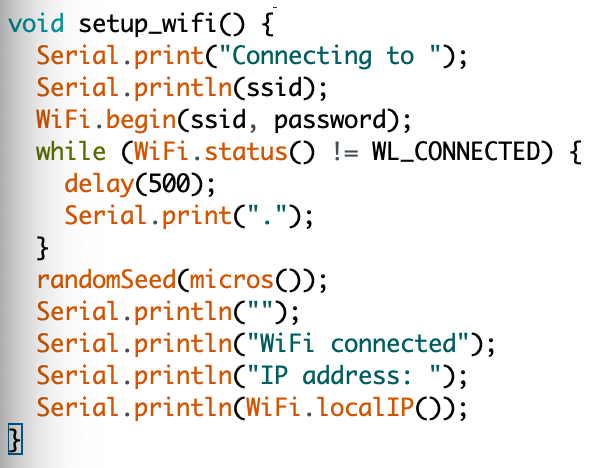 void setup_wifi() {
  Serial.print("Connecting to ");
  Serial.println(ssid);
  WiFi.begin(ssid, password);
  while (WiFi.status() != WL_CONNECTED) {
    delay(500);
    Serial.print(".");
  }
  randomSeed(micros());
  Serial.println("");
  Serial.println("WiFi connected");
  Serial.println("IP address: ");
  Serial.println(WiFi.localIP());
}